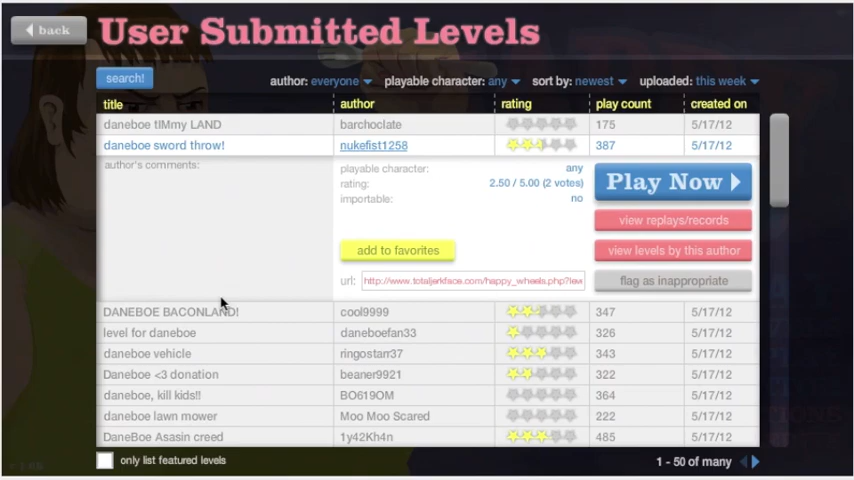 back
User Submitted Levels
search! author: everyone playable character: any sort by: newest uploaded: this week
title author rating play count created on
daneboe tIMmy LAND barchoclate 175 5/17/12
daneboe sword throw! nukefist1258 387 5/17/12
author's comments:
playable character: any
rating: 2.50 / 5.00 (2 votes)
importable: no
Play Now
view replays/records
add to favorites
view levels by this author
url: http://www.totaljerkface.com/happy_wheels.php?lev
flag as inappropriate
DANEBOE BACONLAND! cool9999 347 5/17/12
level for daneboe daneboefan33 326 5/17/12
daneboe vehicle ringostarr37 343 5/17/12
Daneboe <3 donation beaner9921 322 5/17/12
daneboe, kill kids!! BO619OM 364 5/17/12
daneboe lawn mower Moo Moo Scared 222 5/17/12
DaneBoe Asasin creed 1y42Kh4n 485 5/17/12
only list featured levels
1 - 50 of many